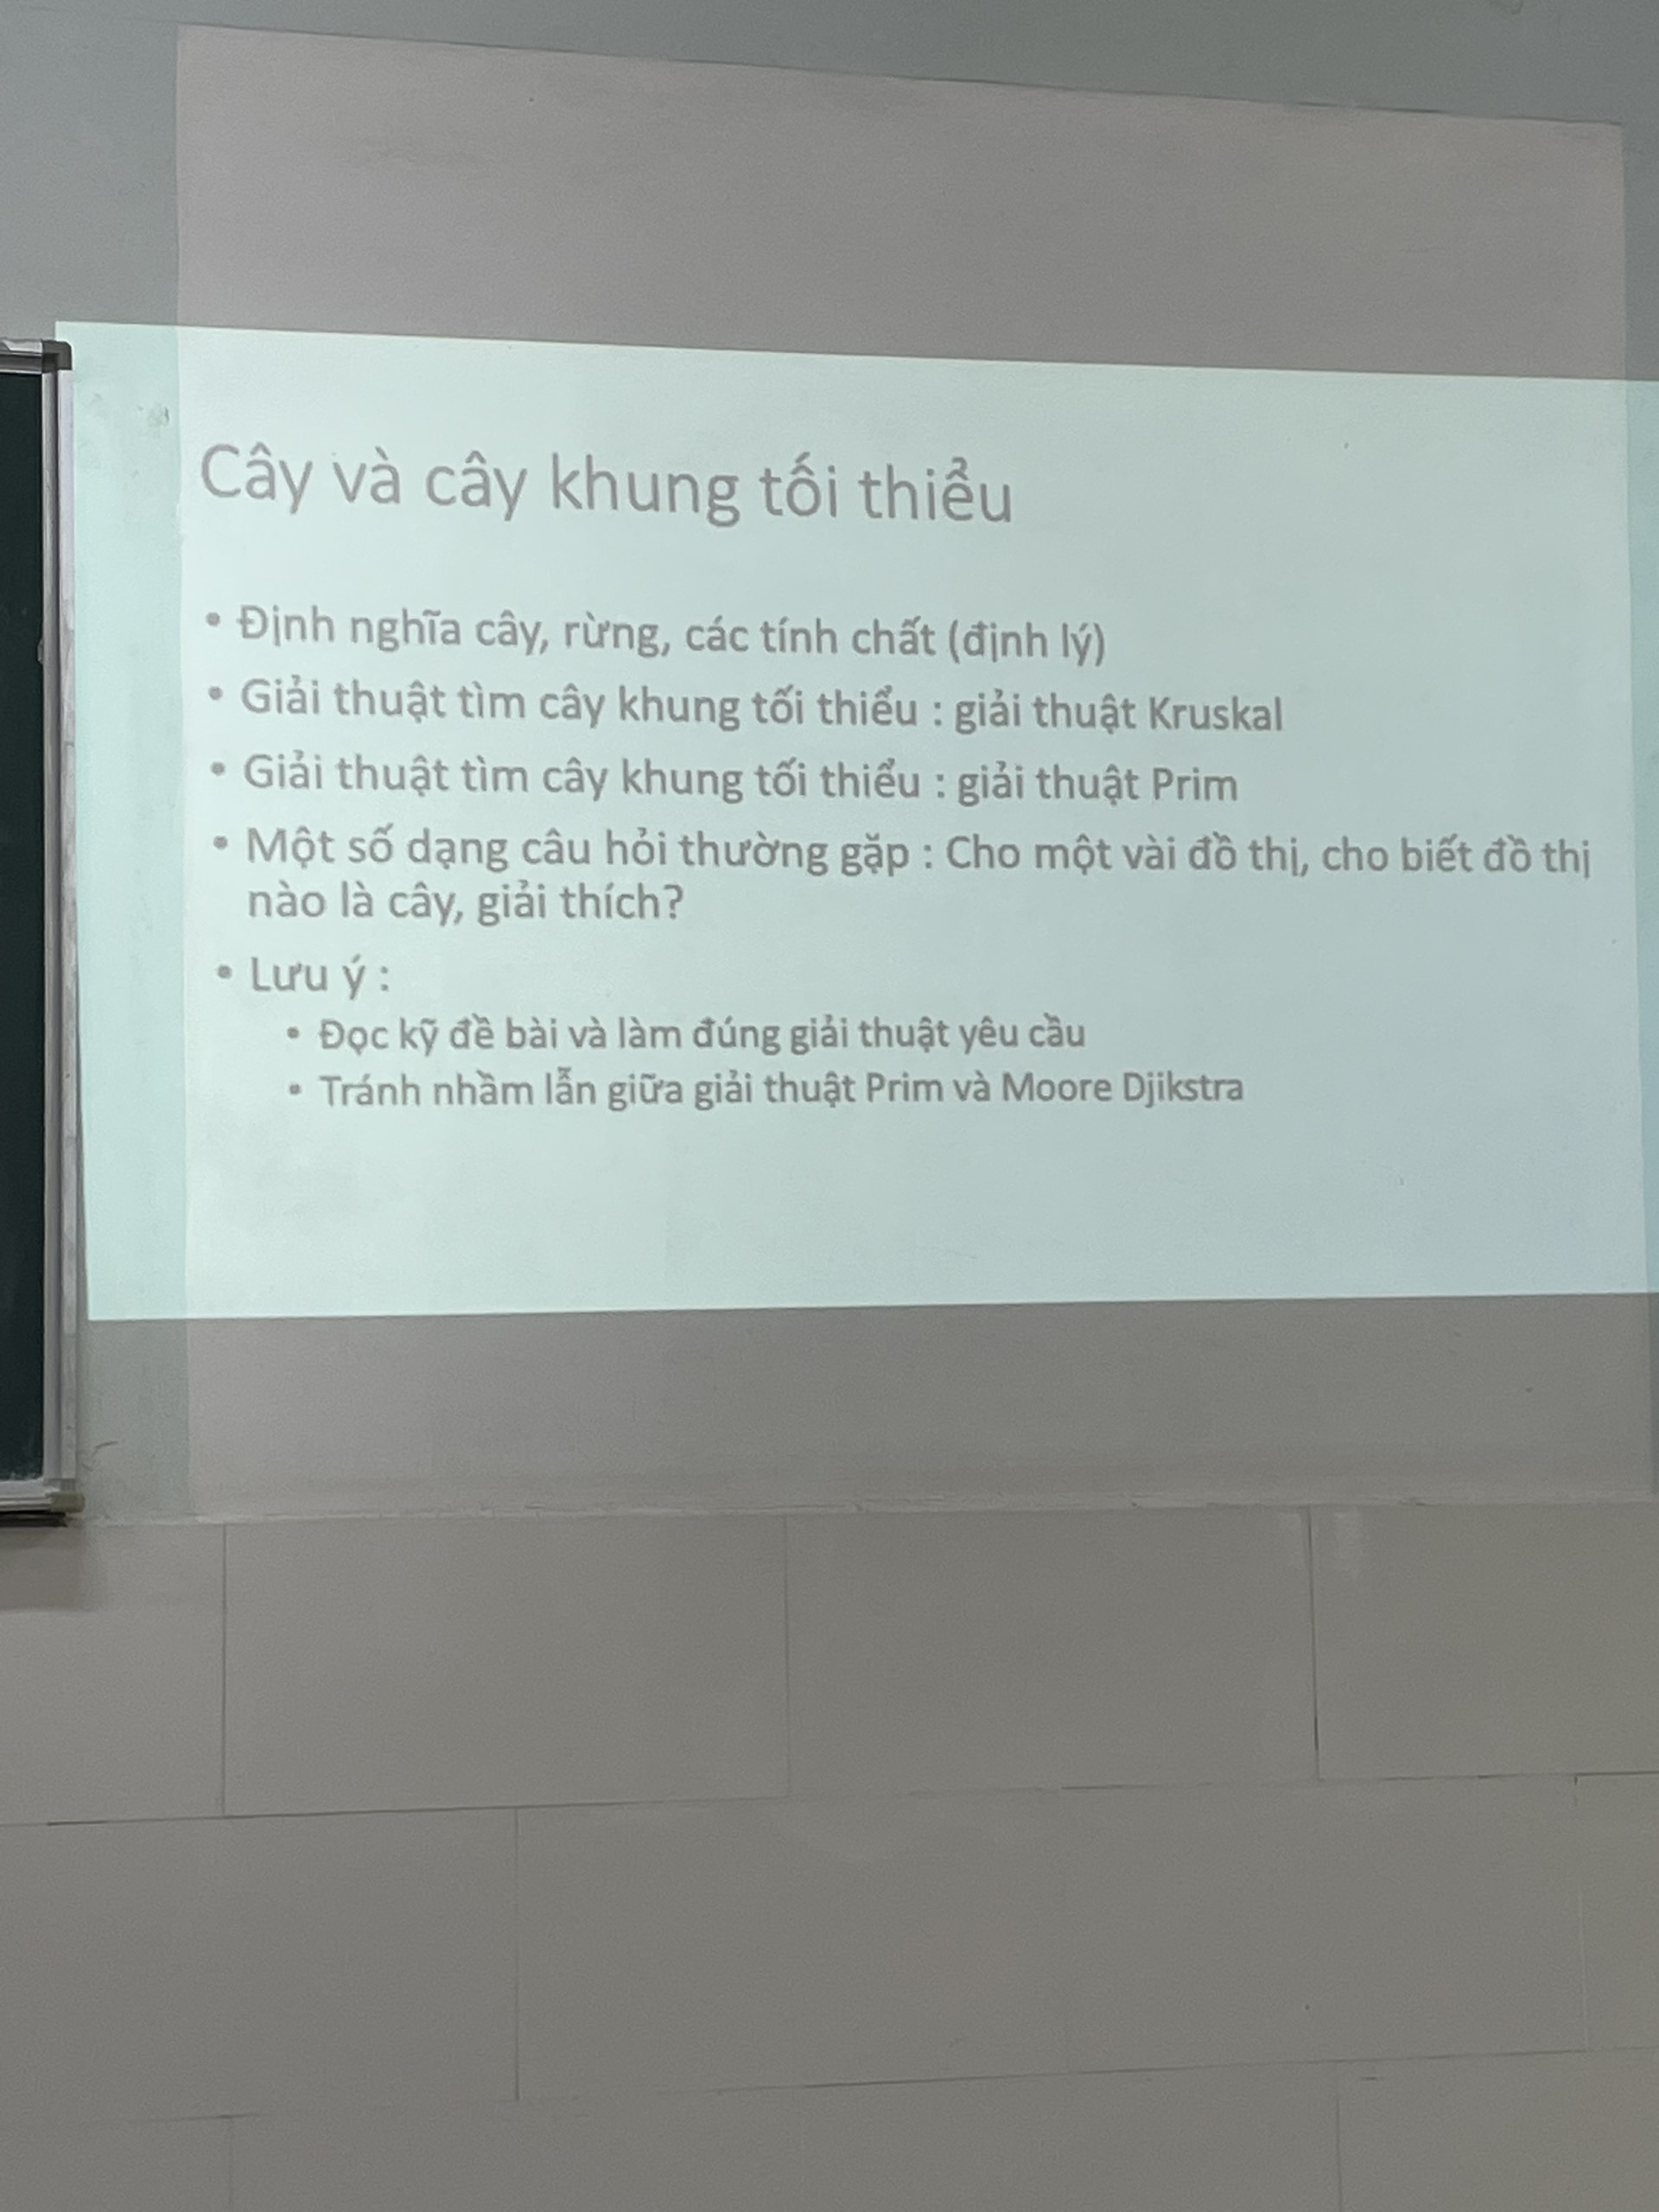 Cây và cây khung tối thiểu
• Định nghĩa cây, rừng, các tính chất (định lý)
• Giải thuật tìm cây khung tối thiểu : giải thuật Kruskal
• Giải thuật tìm cây khung tối thiểu : giải thuật Prim
• Một số dạng câu hỏi thường gặp : Cho một vài đồ thị, cho biết đồ thị
nào là cây, giải thích?
• Lưu ý :
• Đọc kỹ đề bài và làm đúng giải thuật yêu cầu
• Tránh nhầm lẫn giữa giải thuật Prim và Moore Djikstra